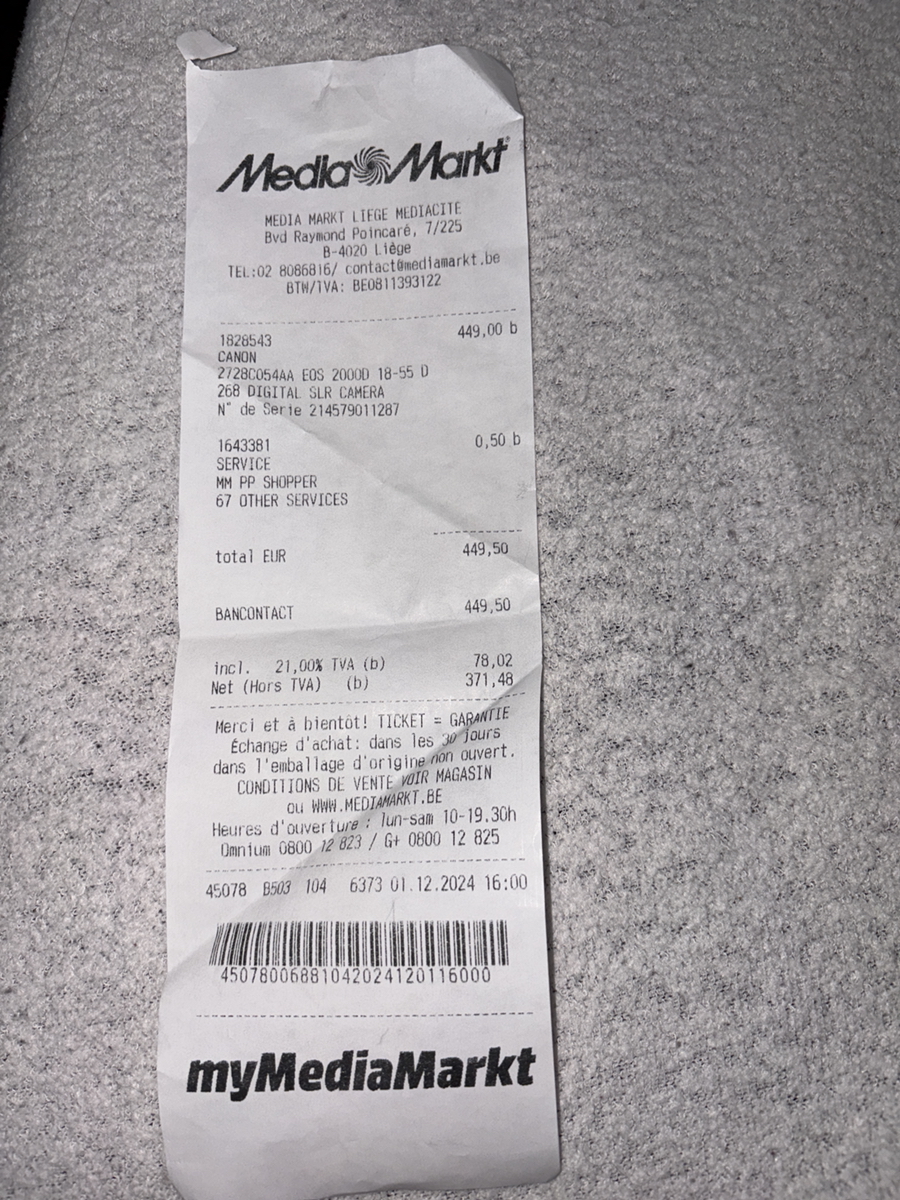 Media Markt
MEDIA MARKT LIEGE MEDIACITE
Bvd Raymond Poincaré, 7/225
B-4020 Liège
TEL:02 8086816/ contact@mediamarkt.be
BTW/TVA: BE0811393122
1828543 449,00 b
CANON
2728C054AA EOS 2000D 18-55 D
268 DIGITAL SLR CAMERA
N° de Serie 214579011287
1643381 0,50 b
SERVICE
MM PP SHOPPER
67 OTHER SERVICES
total EUR 449,50
BANCONTACT 449,50
incl. 21,00% TVA (b) 78,02
Net (Hors TVA) (b) 371,48
Merci et à bientôt! TICKET = GARANTIE
Échange d'achat: dans les 30 jours
dans l'emballage d'origine non ouvert.
CONDITIONS DE VENTE VOIR MAGASIN
ou WWW.MEDIAMARKT.BE
Heures d'ouverture : lun-sam 10-19.30h
Omnium 0800 12 823 / G+ 0800 12 825
45078 B503 104 6373 01.12.2024 16:00
4507800688104202412011600​0
myMediaMarkt